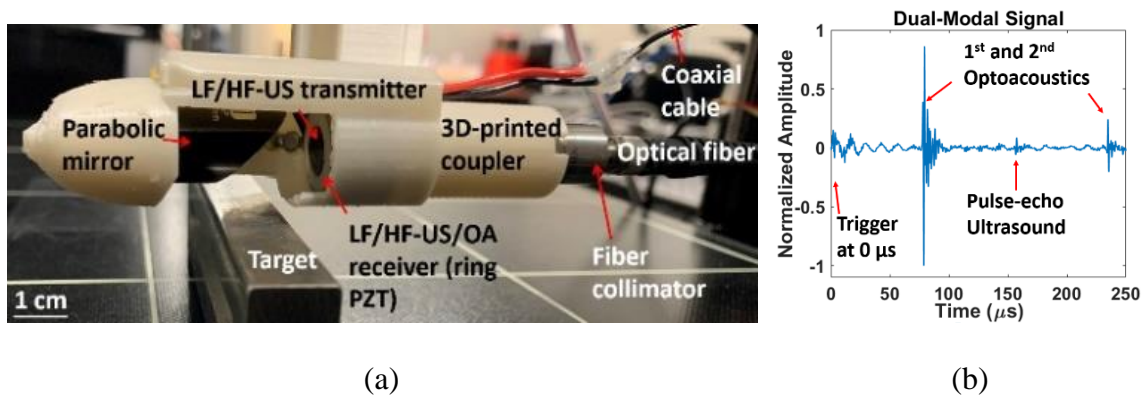 LF/HF-US transmitter
Coaxial
cable
Parabolic
mirror
3D-printed
coupler
Optical fiber
LF/HF-US/OA
receiver (ring
PZT)
Target
Fiber
collimator
1 cm
(a)
Dual-Modal Signal
1st and 2nd
Optoacoustics
Normalized Amplitude
1
0.5
0
-0.5
-1
Trigger
at 0 µs
Pulse-echo
Ultrasound
0
50
100
150
200
250
Time (μs)
(b)